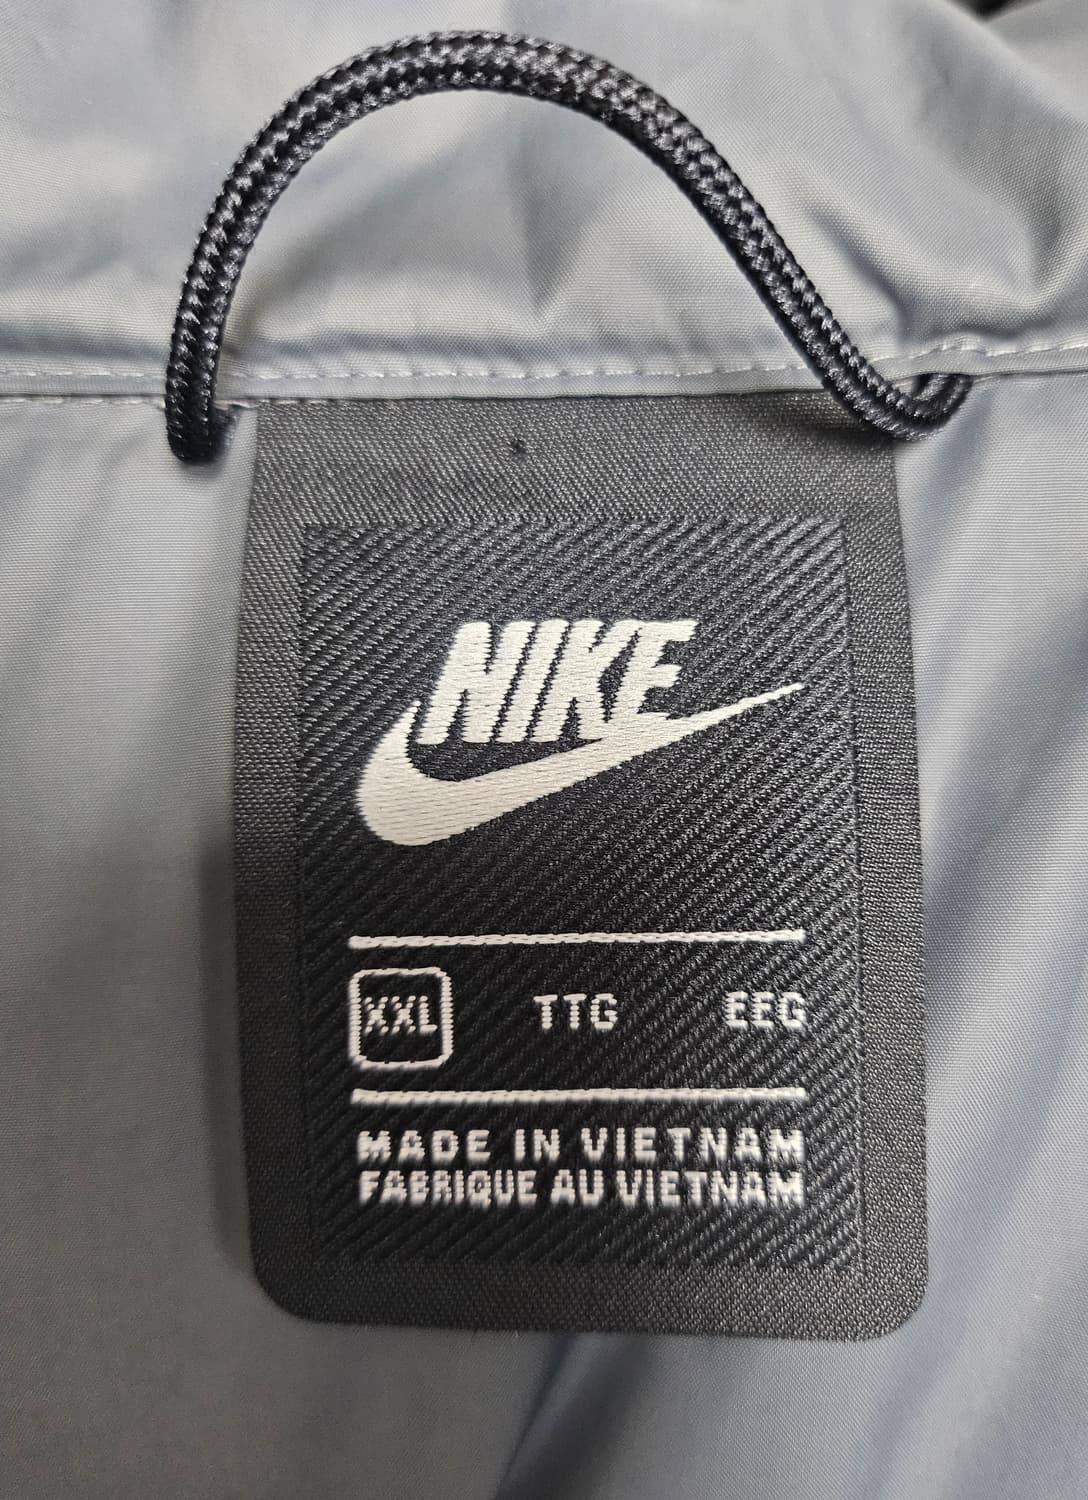 NIKE
XXL TTG EEG
MADE IN VIETNAM
FABRIQUE AU VIETNAM